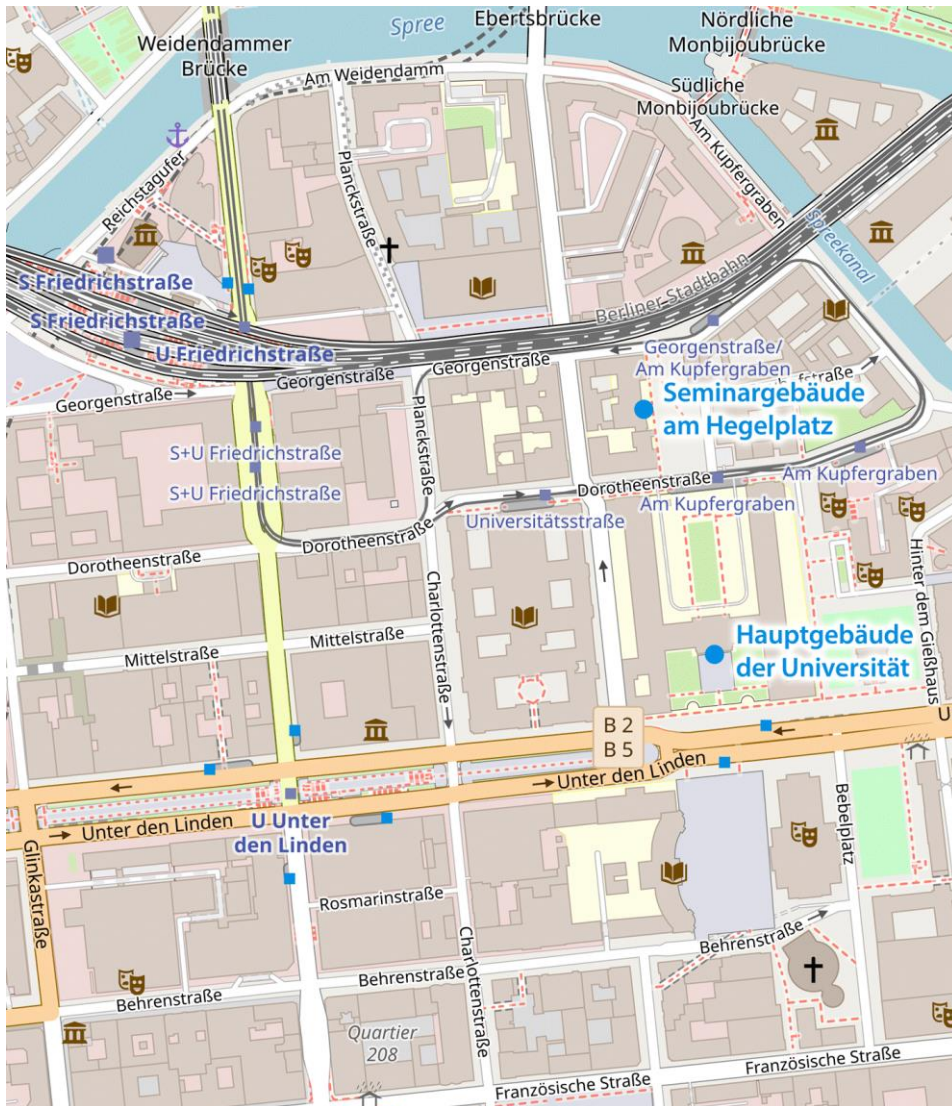 Spree
Ebertsbrücke
Nördliche
Monbijoubrücke
Weidendammer
Brücke
Am Weidendamm
Südliche
Monbijoubrücke
Am Kupfergraben
Reichstagufer
Planckstraße
Spreekanal
S Friedrichstraße
S Friedrichstraße
Berliner Stadtbahn
U Friedrichstraße
Georgenstraße/
Am Kupfergraben
Georgenstraße
Georgenstraße
Georgenstraße
Seminargebäude
am Hegelplatz
Planckstraße
S+U Friedrichstraße
S+U Friedrichstraße
Am Kupfergraben
Dorotheenstraße
Am Kupfergraben
Universitätsstraße
Dorotheenstraße
Dorotheenstraße
Hinter dem Gießhaus
Charlottenstraße
Mittelstraße
Mittelstraße
Hauptgebäude
der Universität
B 2
B 5
U
Unter den Linden
Unter den Linden
U Unter
den Linden
Bebelplatz
Glinkastraße
Rosmarinstraße
Charlottenstraße
Behrenstraße
Behrenstraße
Behrenstraße
Quartier
208
Französische Straße
Französische Straße